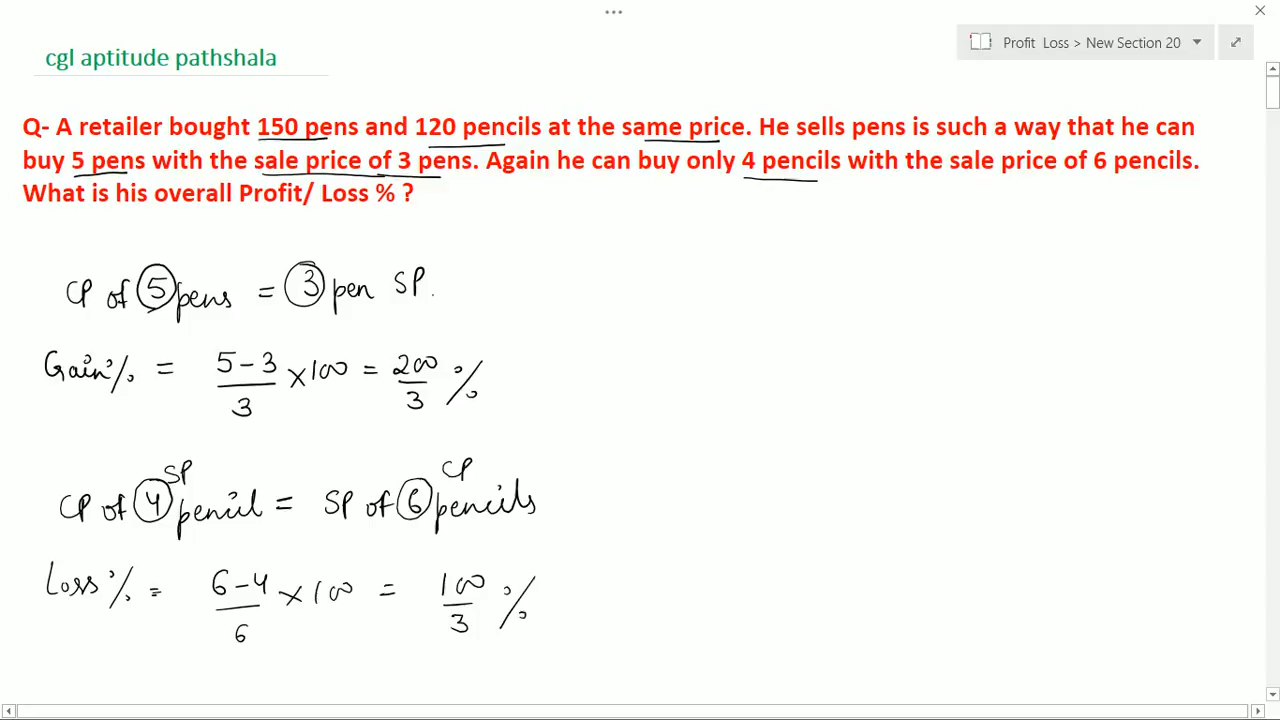 cgl aptitude pathshala
Profit Loss > New Section 20
Q- A retailer bought 150 pens and 120 pencils at the same price. He sells pens is such a way that he can
buy 5 pens with the sale price of 3 pens. Again he can buy only 4 pencils with the sale price of 6 pencils.
What is his overall Profit/ Loss % ?
CP of 5 pens = 3 pen SP.
Gain % = 5-3/3 × 100 = 200/3 %
SP CP
CP of 4 pencil = SP of 6 pencils
Loss % = 6-4/6 × 100 = 100/3 %